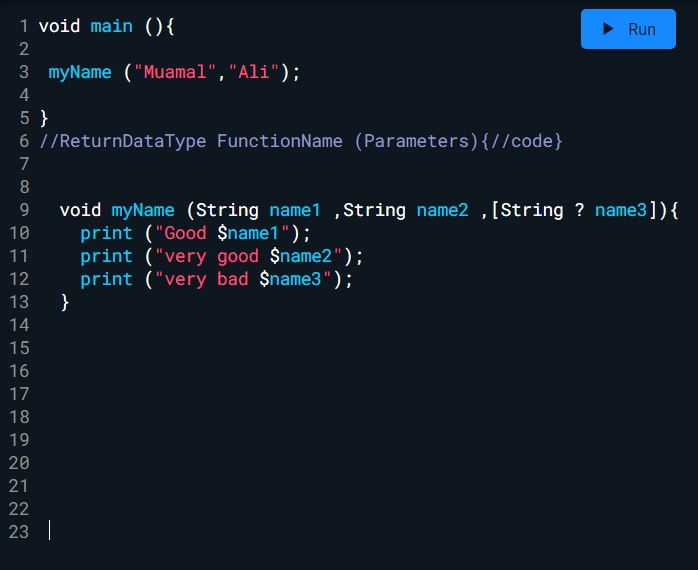 Run
1 void main (){
2
3 myName ("Muamal","Ali");
4
5 }
6 //ReturnDataType FunctionName (Parameters){//code}
7
8
9 void myName (String name1 ,String name2 ,[String ? name3]){
10 print ("Good $name1");
11 print ("very good $name2");
12 print ("very bad $name3");
13 }
14
15
16
17
18
19
20
21
22
23